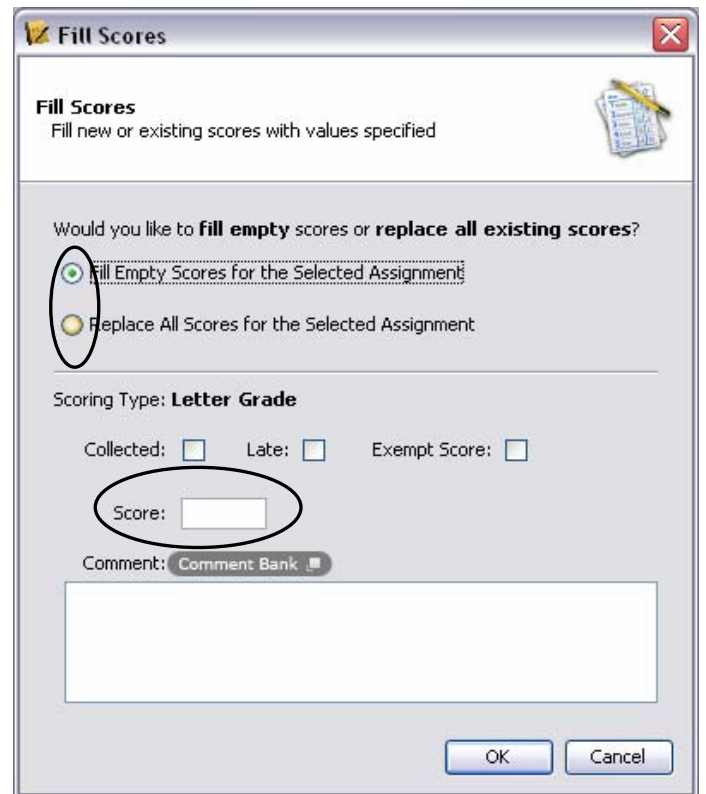 Fill Scores
Fill Scores
Fill new or existing scores with values specified
Would you like to fill empty scores or replace all existing scores?
Fill Empty Scores for the Selected Assignment
Replace All Scores for the Selected Assignment
Scoring Type: Letter Grade
Collected: Late: Exempt Score:
Score:
Comment: Comment Bank
OK Cancel